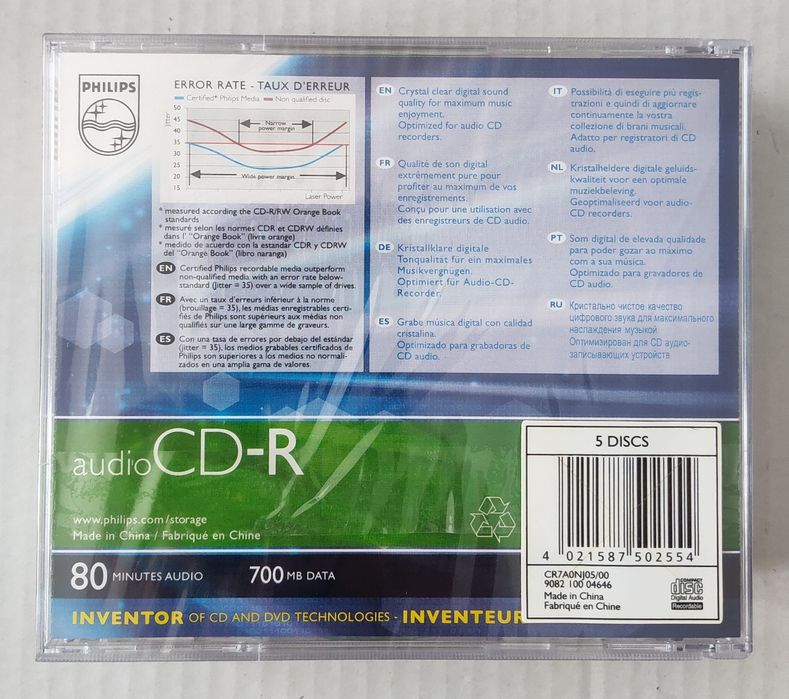 PHILIPS
ERROR RATE - TAUX D'ERREUR
Certified* Philips Media Non qualified disc
Jitter
50
45
40
35
30
25
20
15
Narrow
power margin
Wide power margin
Laser Power
* measured according the CD-R/RW Orange Book
standards
* mesuré selon les normes CDR et CDRW définies
dans l' "Orange Book" (livre orange)
* medido de acuerdo con la estandar CDR y CDRW
del "Orange Book" (libro naranga)
EN Certified Philips recordable media outperform
non-qualified media with an error rate below-
standard (jitter = 35) over a wide sample of drives.
FR Avec un taux d'erreurs inférieur à la norme
(brouillage = 35), les médias enregistrables certi-
fiés de Philips sont supérieurs aux médias non
qualifiés sur une large gamme de graveurs.
ES Con una tasa de errores por debajo del estándar
(jitter = 35), los medios grabables certificados de
Philips son superiores a los medios no normali-
zados en una amplia gama de valores.
EN Crystal clear digital sound
quality for maximum music
enjoyment.
Optimized for audio CD
recorders.
FR Qualité de son digital
extrêmement pure pour
profiter au maximum de vos
enregistrements.
Conçu pour une utilisation avec
des enregistreurs de CD audio.
DE Kristallklare digitale
Tonqualität für ein maximales
Musikvergnügen.
Optimiert für Audio-CD-
Recorder.
ES Grabe música digital con calidad
cristalina.
Optimizado para grabadoras de
CD audio.
IT Possibilità di eseguire più regis-
trazioni e quindi di aggiornare
continuamente la vostra
collezione di brani musicali.
Adatto per registratori di CD
audio.
NL Kristalheldere digitale geluids-
kwaliteit voor een optimale
muziekbeleving.
Geoptimaliseerd voor audio-
CD recorders.
PT Som digital de elevada qualidade
para poder gozar ao máximo
com a sua música.
Optimizado para gravadores de
CD audio.
RU Кристально чистое качество
цифрового звука для максимального
наслаждения музыкой
Оптимизирован для CD аудио-
записывающих устройств
audioCD-R
www.philips.com/storage
Made in China / Fabriqué en Chine
80 MINUTES AUDIO 700 MB DATA
INVENTOR OF CD AND DVD TECHNOLOGIES - INVENTEUR
5 DISCS
4 021587 502554
CR7A0NJ05/00
9082 100 04646
Made in China
Fabriqué en Chine
COMPACT
disc
Digital Audio
Recordable